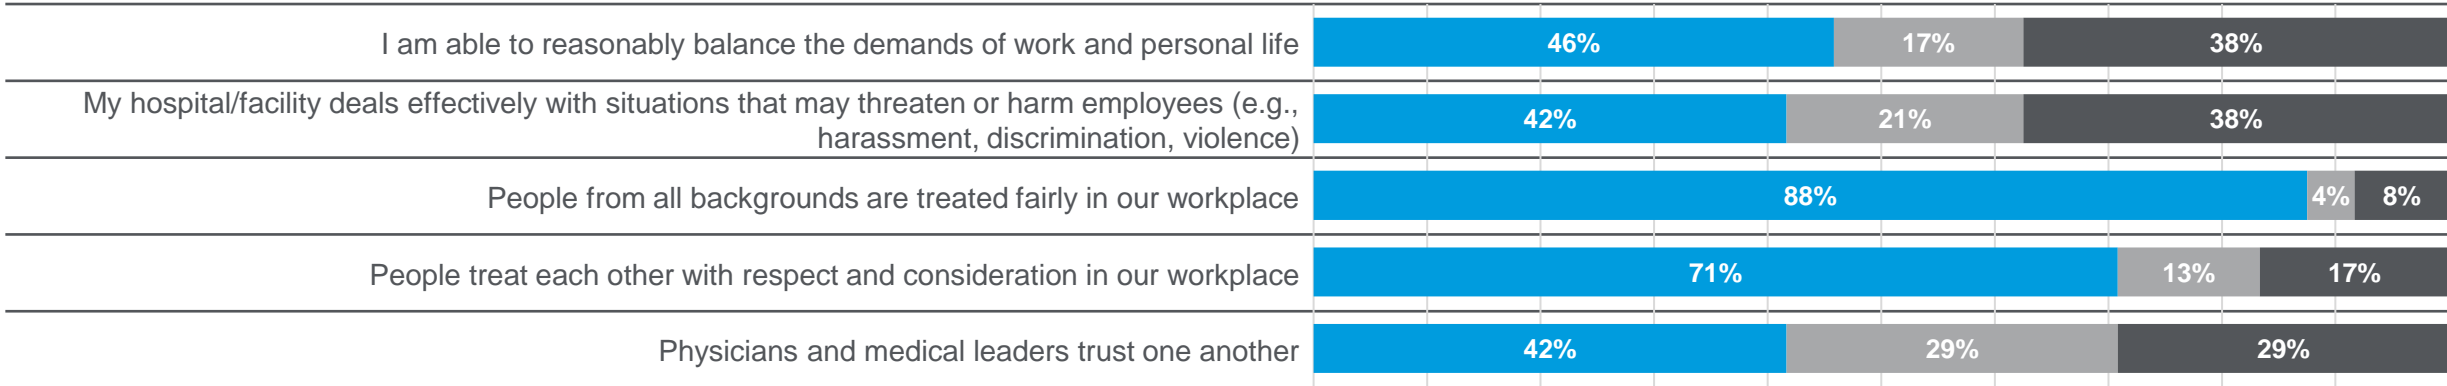 I am able to reasonably balance the demands of work and personal life
46% 17% 38%
My hospital/facility deals effectively with situations that may threaten or harm employees (e.g.,
harassment, discrimination, violence)
42% 21% 38%
People from all backgrounds are treated fairly in our workplace
88% 4% 8%
People treat each other with respect and consideration in our workplace
71% 13% 17%
Physicians and medical leaders trust one another
42% 29% 29%